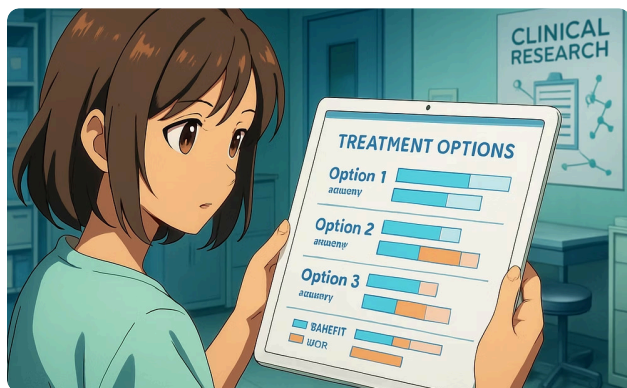 CLINICAL
RESEARCH
TREATMENT OPTIONS
Option 1
Option 2
Option 3
BAHEFIT
WOR